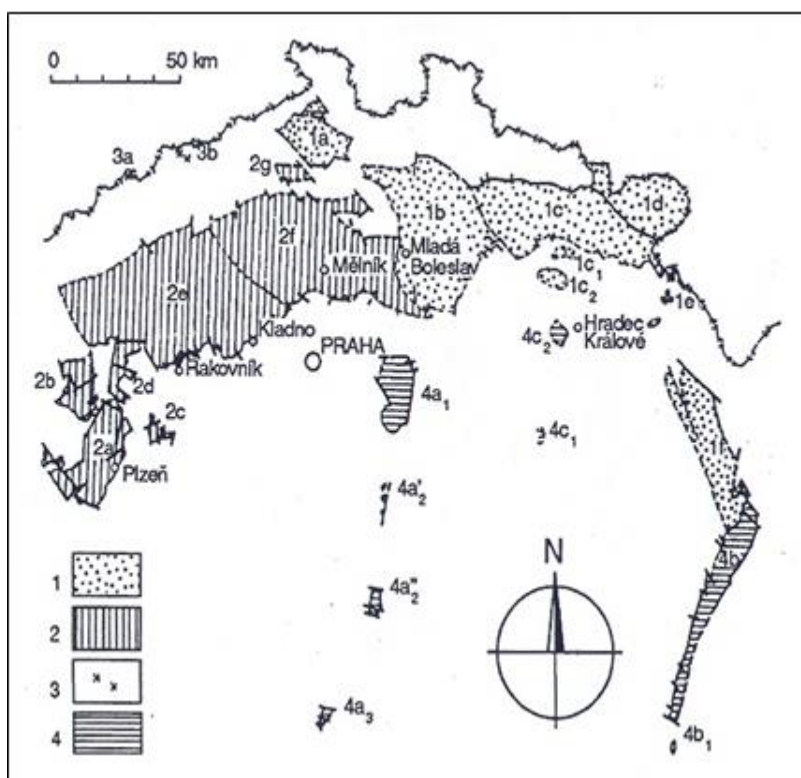 0 50 km
1a
3a
3b
2g
1b
1c
1d
2f
Mladá
Boleslav
Mělník
1c₁
1c₂
1e
2e
Kladno
4c₂
Hradec
Králové
PRAHA
Rakovník
2b
2d
2c
4a₁
4c₁
1f
2a
Plzeň
4a'₂
N
4b
1
2
4a"₂
3
4
4a₃
4b₁